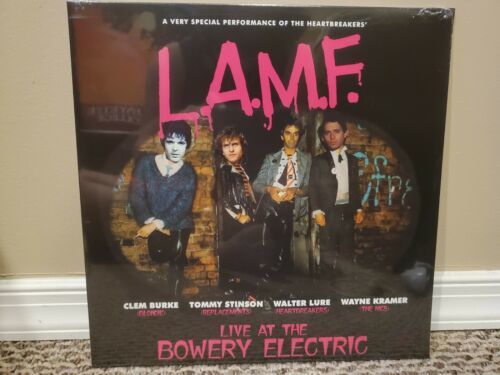 A VERY SPECIAL PERFORMANCE OF THE HEARTBREAKERS'
L.A.M.F.
CLEM BURKE TOMMY STINSON WALTER LURE WAYNE KRAMER
(BLONDIE) (REPLACEMENTS) (HEARTBREAKERS) (THE MC5)
LIVE AT THE
BOWERY ELECTRIC